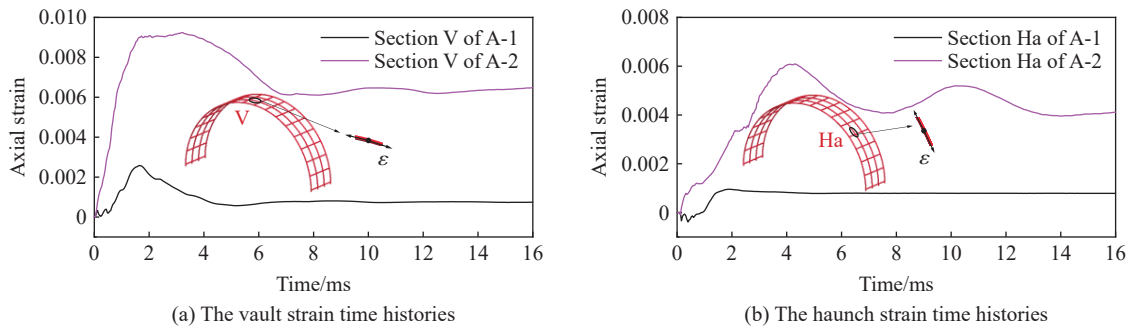 0.010
0.008
0.006
0.004
0.002
0
Axial strain
Section V of A-1
Section V of A-2
V
ε
0 2 4 6 8 10 12 14 16
Time/ms
(a) The vault strain time histories
0.008
0.006
0.004
0.002
0
Axial strain
Section Ha of A-1
Section Ha of A-2
Ha
ε
0 2 4 6 8 10 12 14 16
Time/ms
(b) The haunch strain time histories